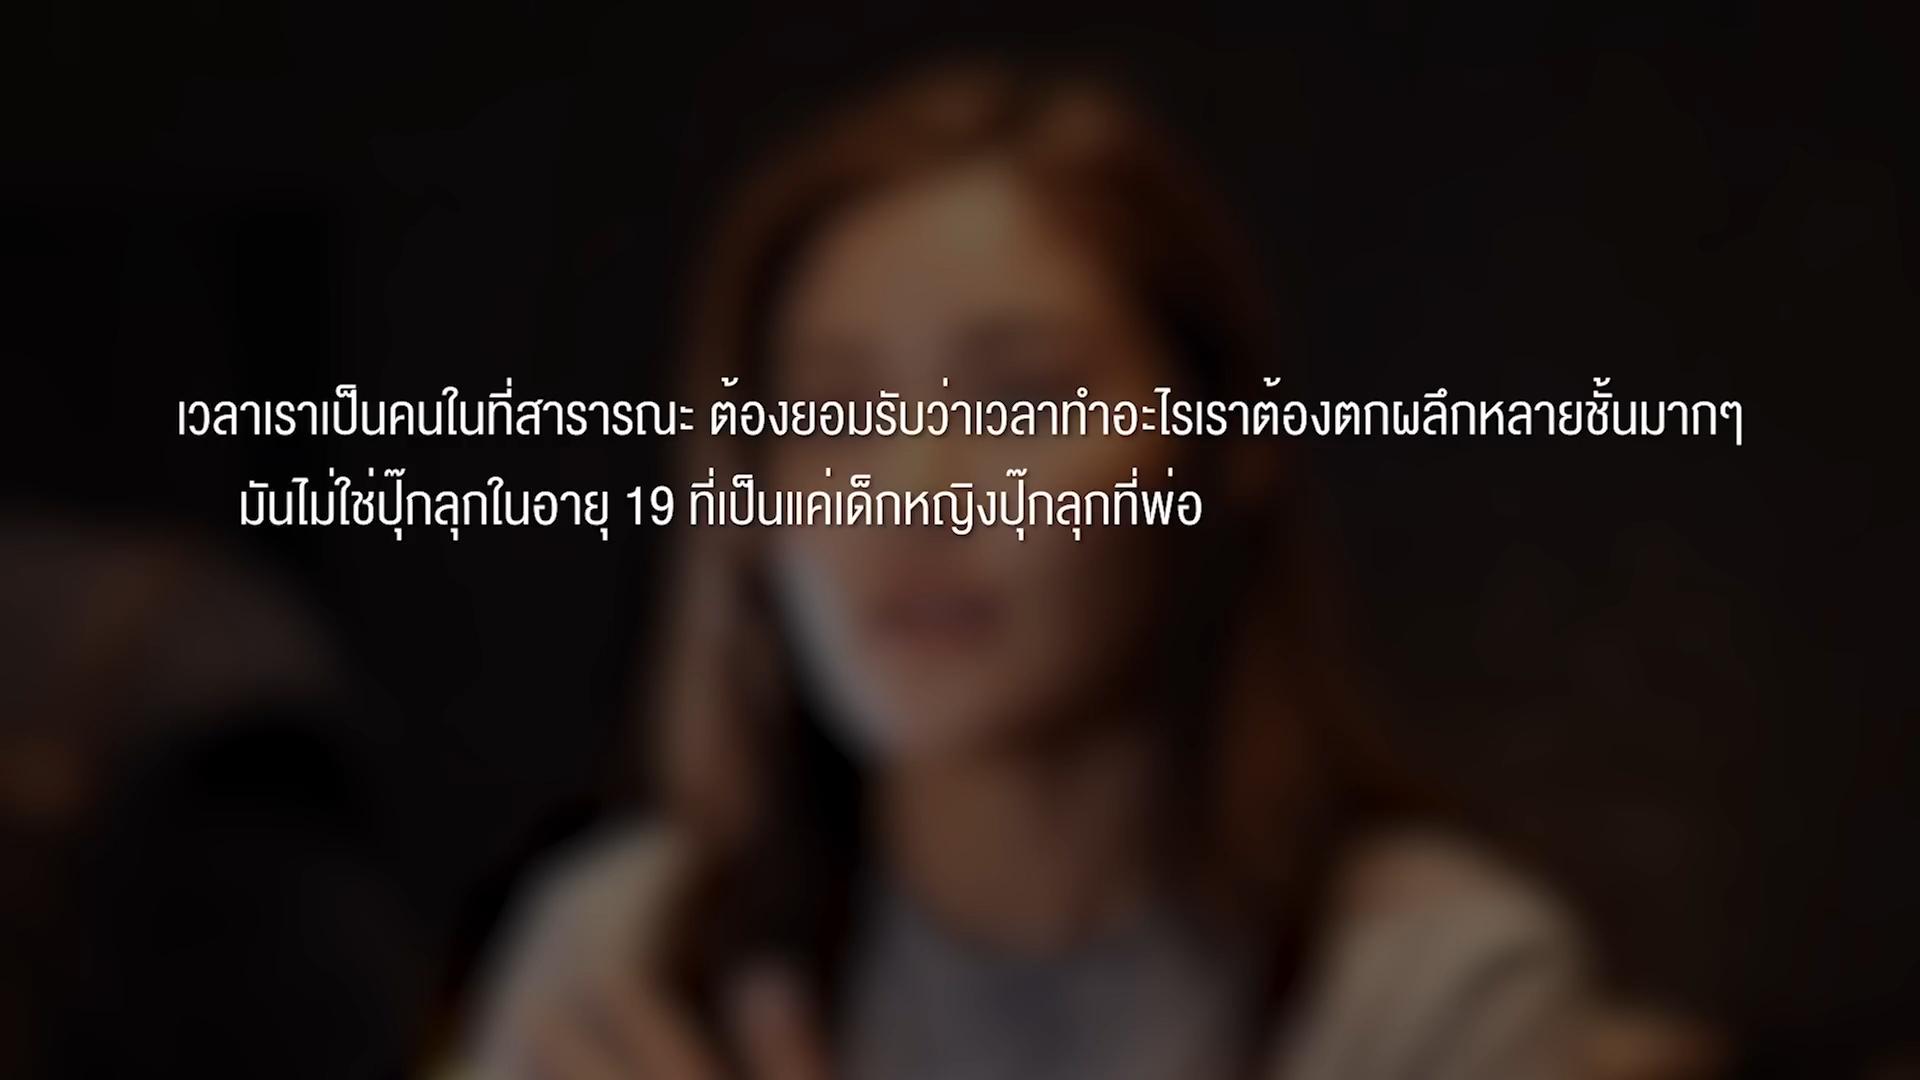 เวลาเราเป็นคนในที่สารารณะ ต้องยอมรับว่าเวลาทำอะไรเราต้องตกผลึกหลายชั้นมากๆ
มันไม่ใช่ปุ๊กลุกในอายุ 19 ที่เป็นแค่เด็กหญิงปุ๊กลุกที่พ่อ